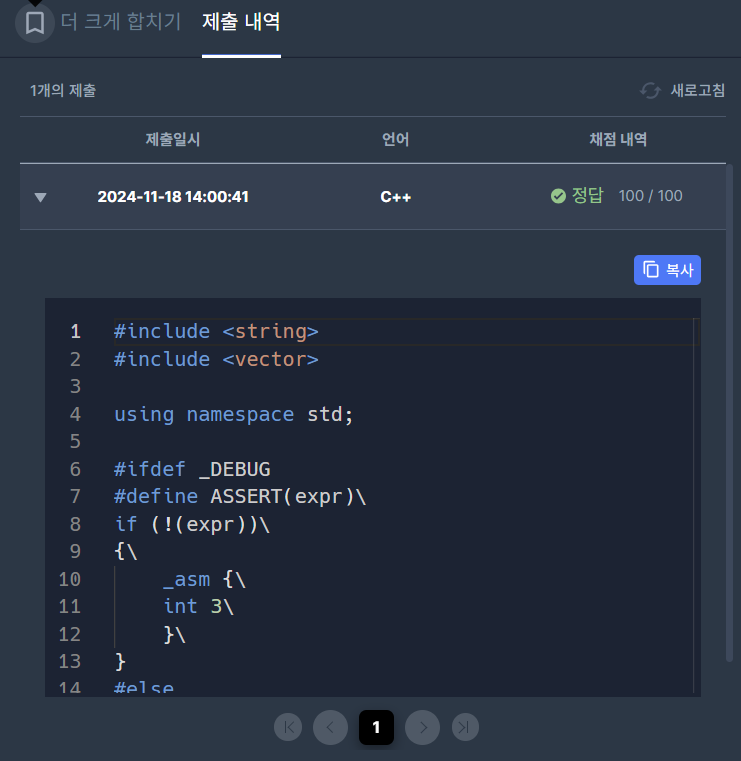 더 크게 합치기 제출 내역
1개의 제출 새로고침
제출일시 언어 채점 내역
2024-11-18 14:00:41 C++ 정답 100 / 100
복사
1 #include <string>
2 #include <vector>
3
4 using namespace std;
5
6 #ifdef _DEBUG
7 #define ASSERT(expr)\
8 if (!(expr))\
9 {\
10     _asm {\
11     int 3\
12     }\
13 }
14 #else
1